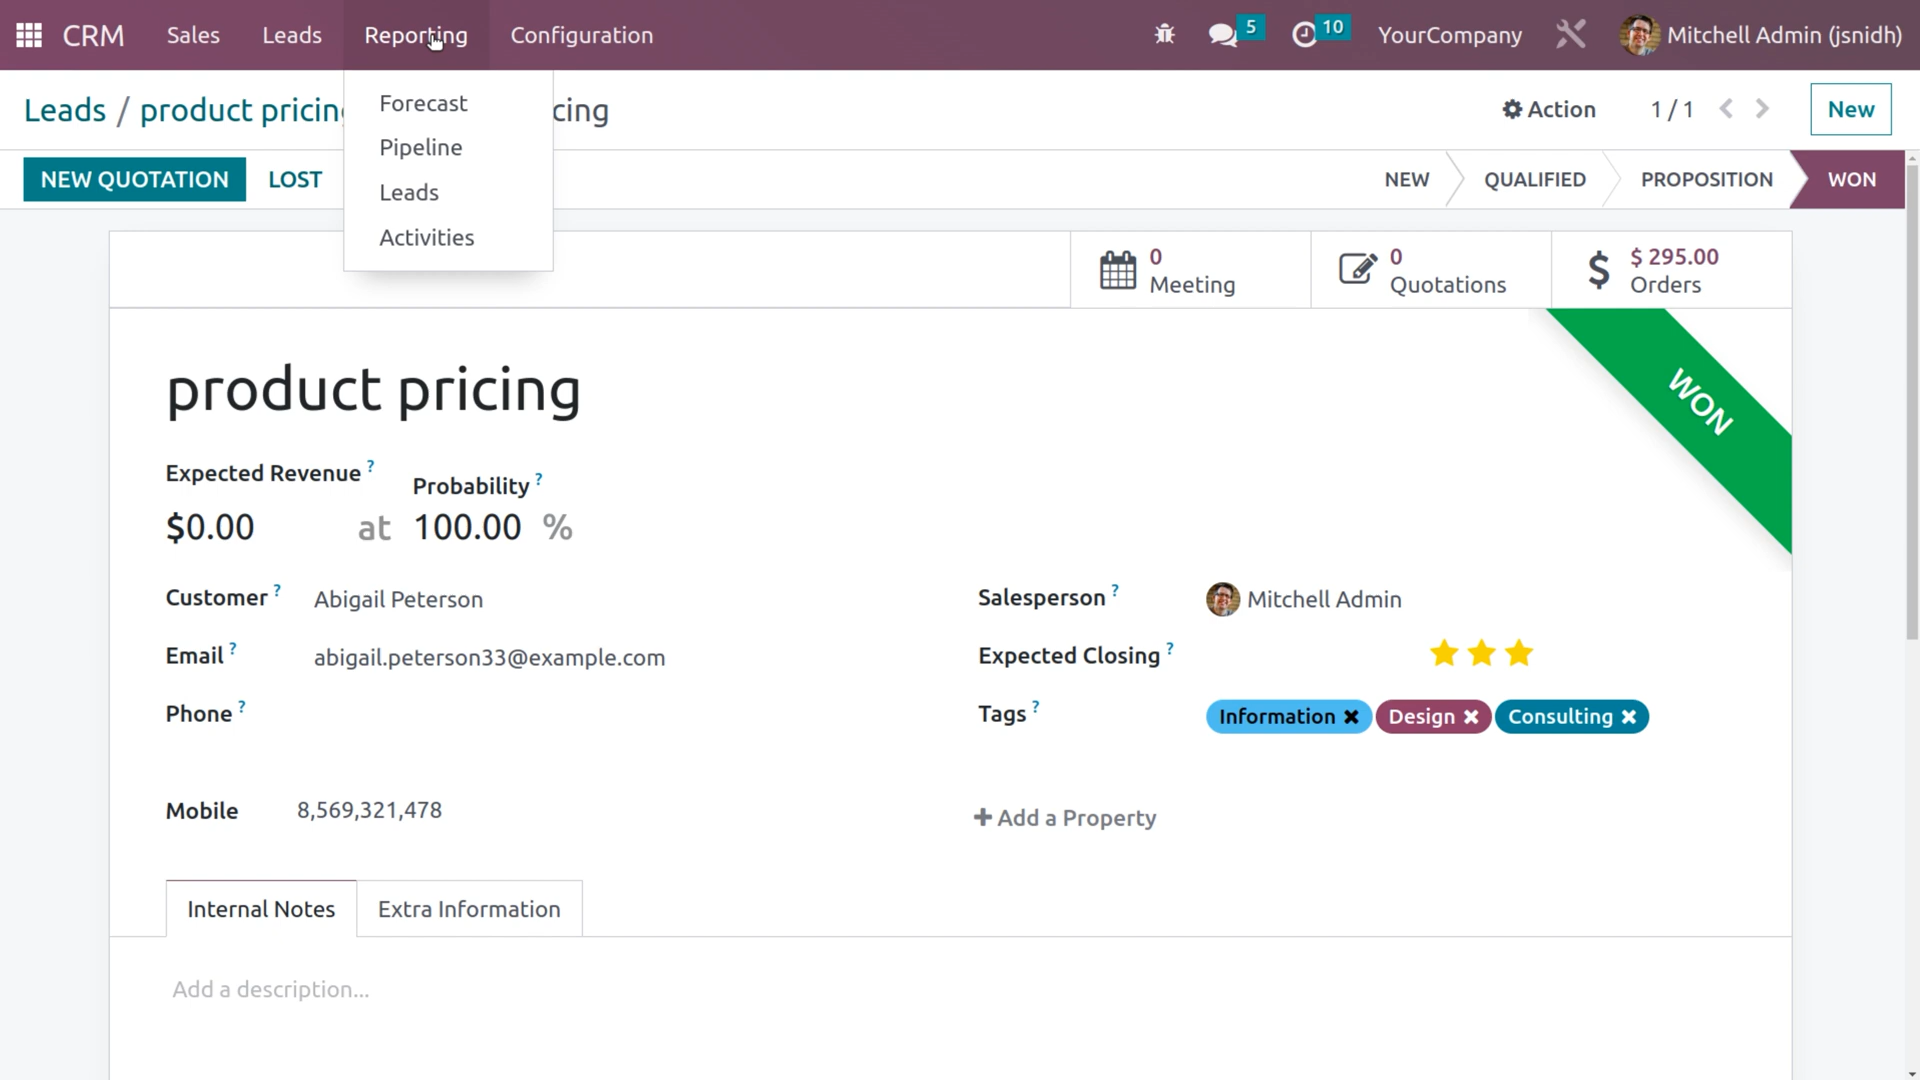 CRM Sales Leads Reporting Configuration 5 10 YourCompany Mitchell Admin (jsnidh)
Forecast
Pipeline
Leads
Activities
Leads / product pricing cing Action 1 / 1 New
NEW QUOTATION LOST NEW QUALIFIED PROPOSITION WON
0 Meeting
0 Quotations
$ 295.00 Orders
WON
product pricing
Expected Revenue ? Probability ?
$0.00 at 100.00 %
Customer ? Abigail Peterson
Email ? abigail.peterson33@example.com
Phone ?
Mobile 8,569,321,478
Salesperson ? Mitchell Admin
Expected Closing ?
Tags ? Information Design Consulting
Add a Property
Internal Notes Extra Information
Add a description...